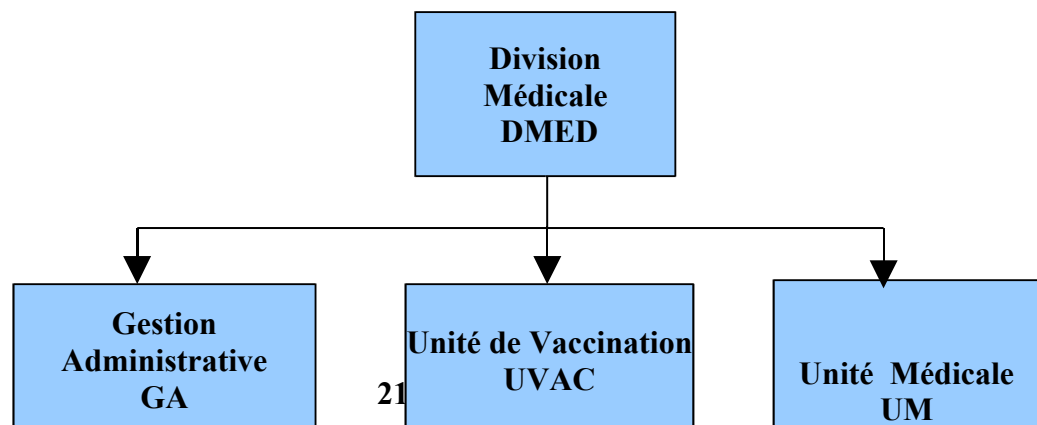 Division
Médicale
DMED
Gestion
Administrative
GA
Unité de Vaccination
UVAC
Unité Médicale
UM
21